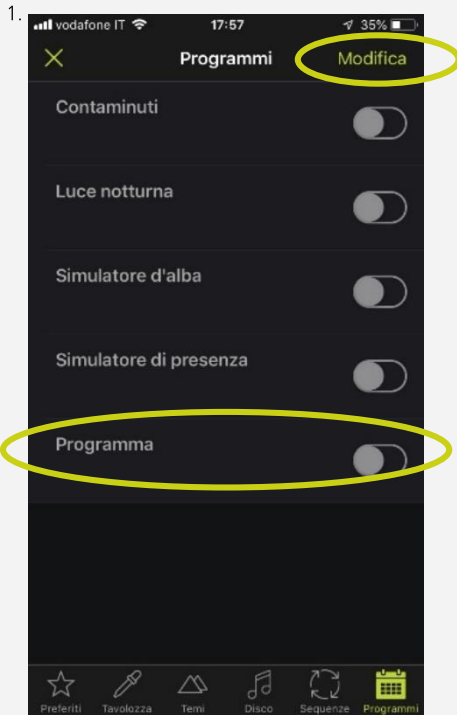 1.
vodafone IT 17:57 35%
Programmi Modifica
Contaminuti
Luce notturna
Simulatore d'alba
Simulatore di presenza
Programma
Preferiti Tavolozza Temi Disco Sequenze Programmi